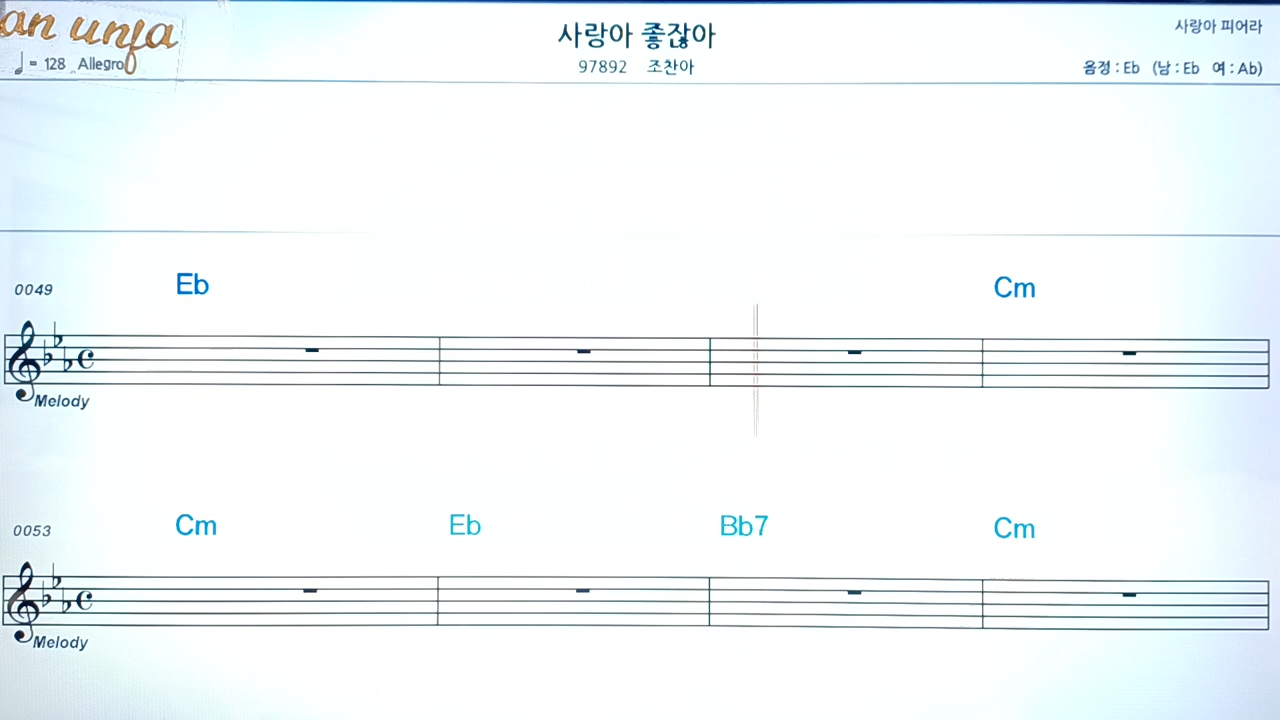 an unfa
♩ = 128 Allegro
사랑아 좋잖아
97892 조찬아
사랑아 피어라
음정 : Eb (남 : Eb 여 : Ab)
0049
Eb
Cm
Melody
0053
Cm Eb Bb7 Cm
Melody